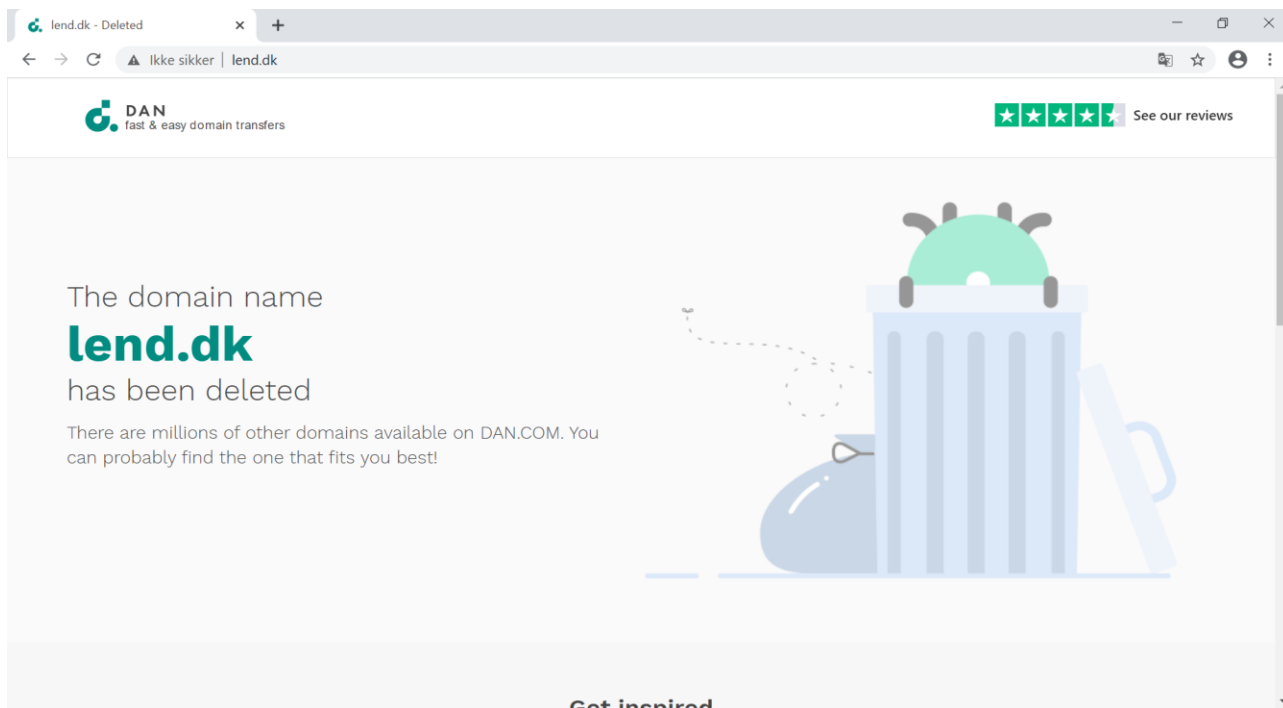 lend.dk - Deleted
Ikke sikker | lend.dk
DAN
fast & easy domain transfers
See our reviews
The domain name
lend.dk
has been deleted
There are millions of other domains available on DAN.COM. You
can probably find the one that fits you best!
Get inspired